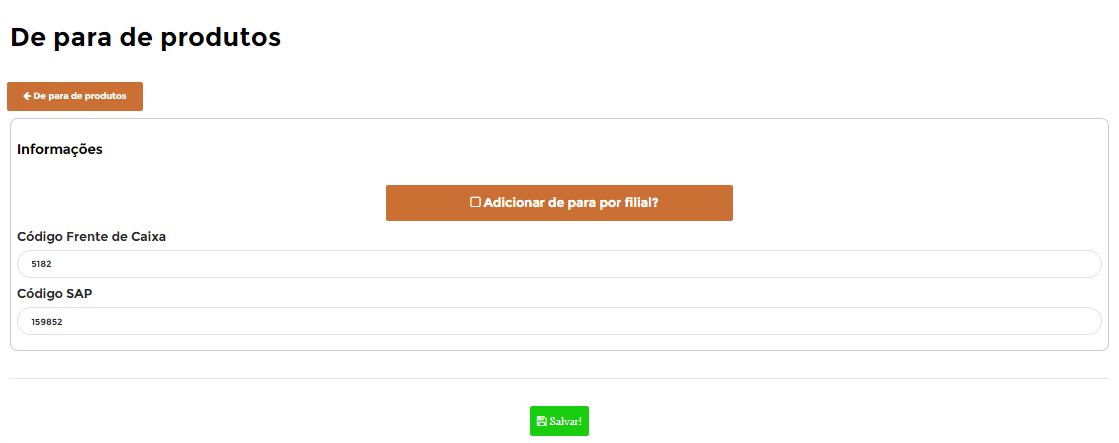 De para de produtos
De para de produtos
Informações
Adicionar de para por filial?
Código Frente de Caixa
5182
Código SAP
159852
Salvar!